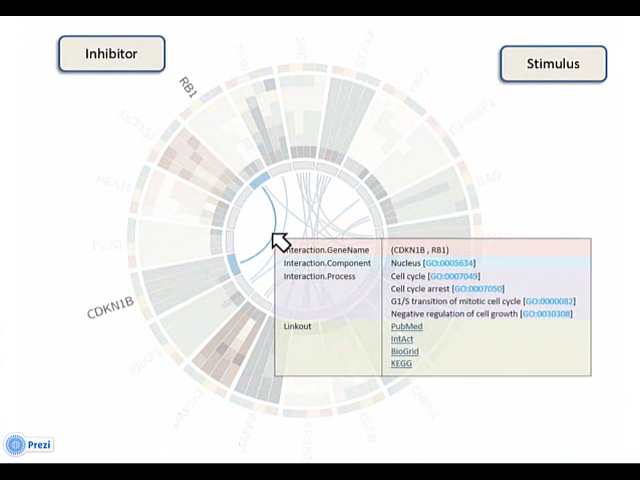 Inhibitor
Stimulus
RB1
CDKN1B
Interaction.GeneName (CDKN1B , RB1)
Interaction.Component Nucleus [GO:0005634]
Interaction.Process Cell cycle [GO:0007049]
Cell cycle arrest [GO:0007050]
G1/S transition of mitotic cell cycle [GO:0000082]
Negative regulation of cell growth [GO:0030308]
Linkout PubMed
IntAct
BioGrid
KEGG
Prezi